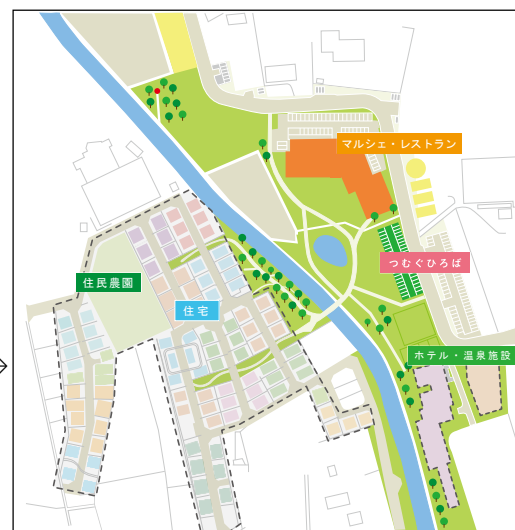 マルシェ・レストラン
つむぐひろば
住民農園
住宅
ホテル・温泉施設